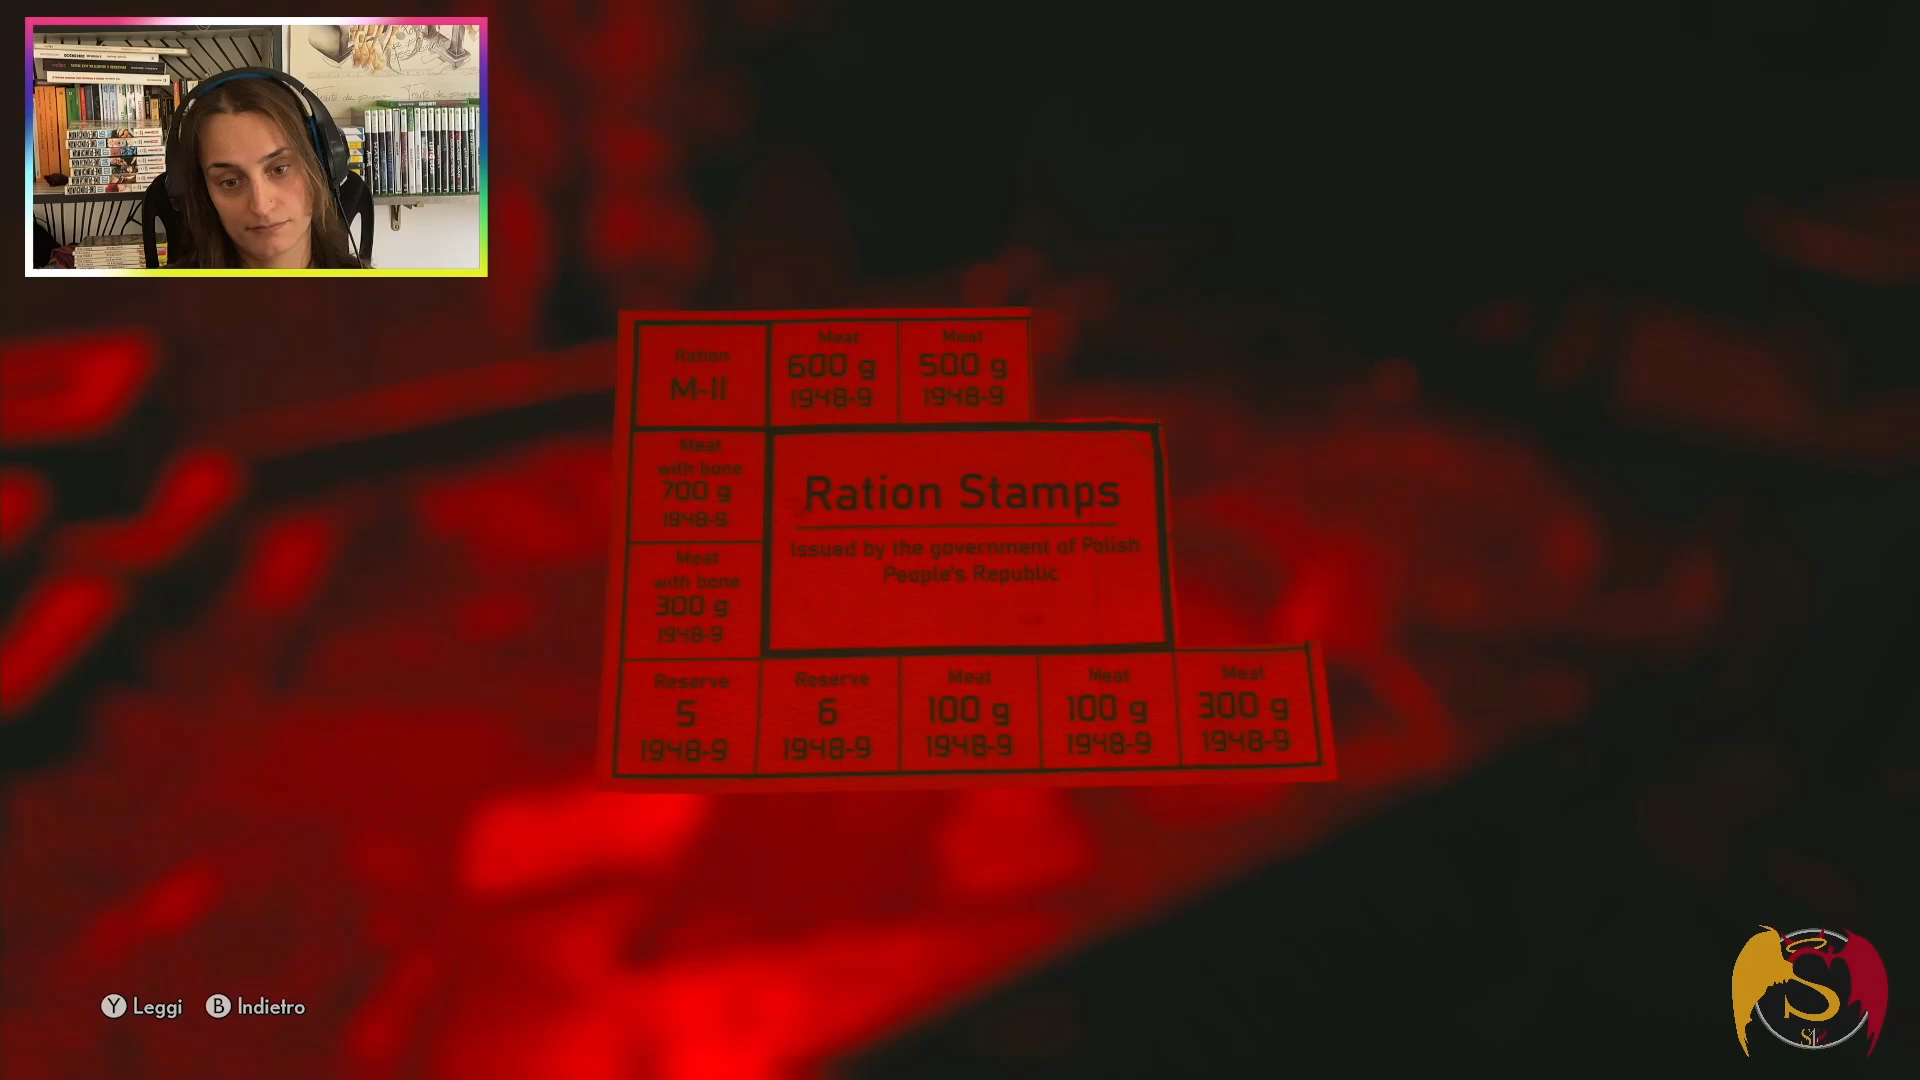 Ration
M-II
Meat
600 g
1948-9
Meat
500 g
1948-9
Meat
with bone
700 g
1948-9
Ration Stamps
Issued by the government of Polish
People's Republic
Meat
with bone
300 g
1948-9
Reserve
5
1948-9
Reserve
6
1948-9
Meat
100 g
1948-9
Meat
100 g
1948-9
Meat
300 g
1948-9
Y Leggi B Indietro